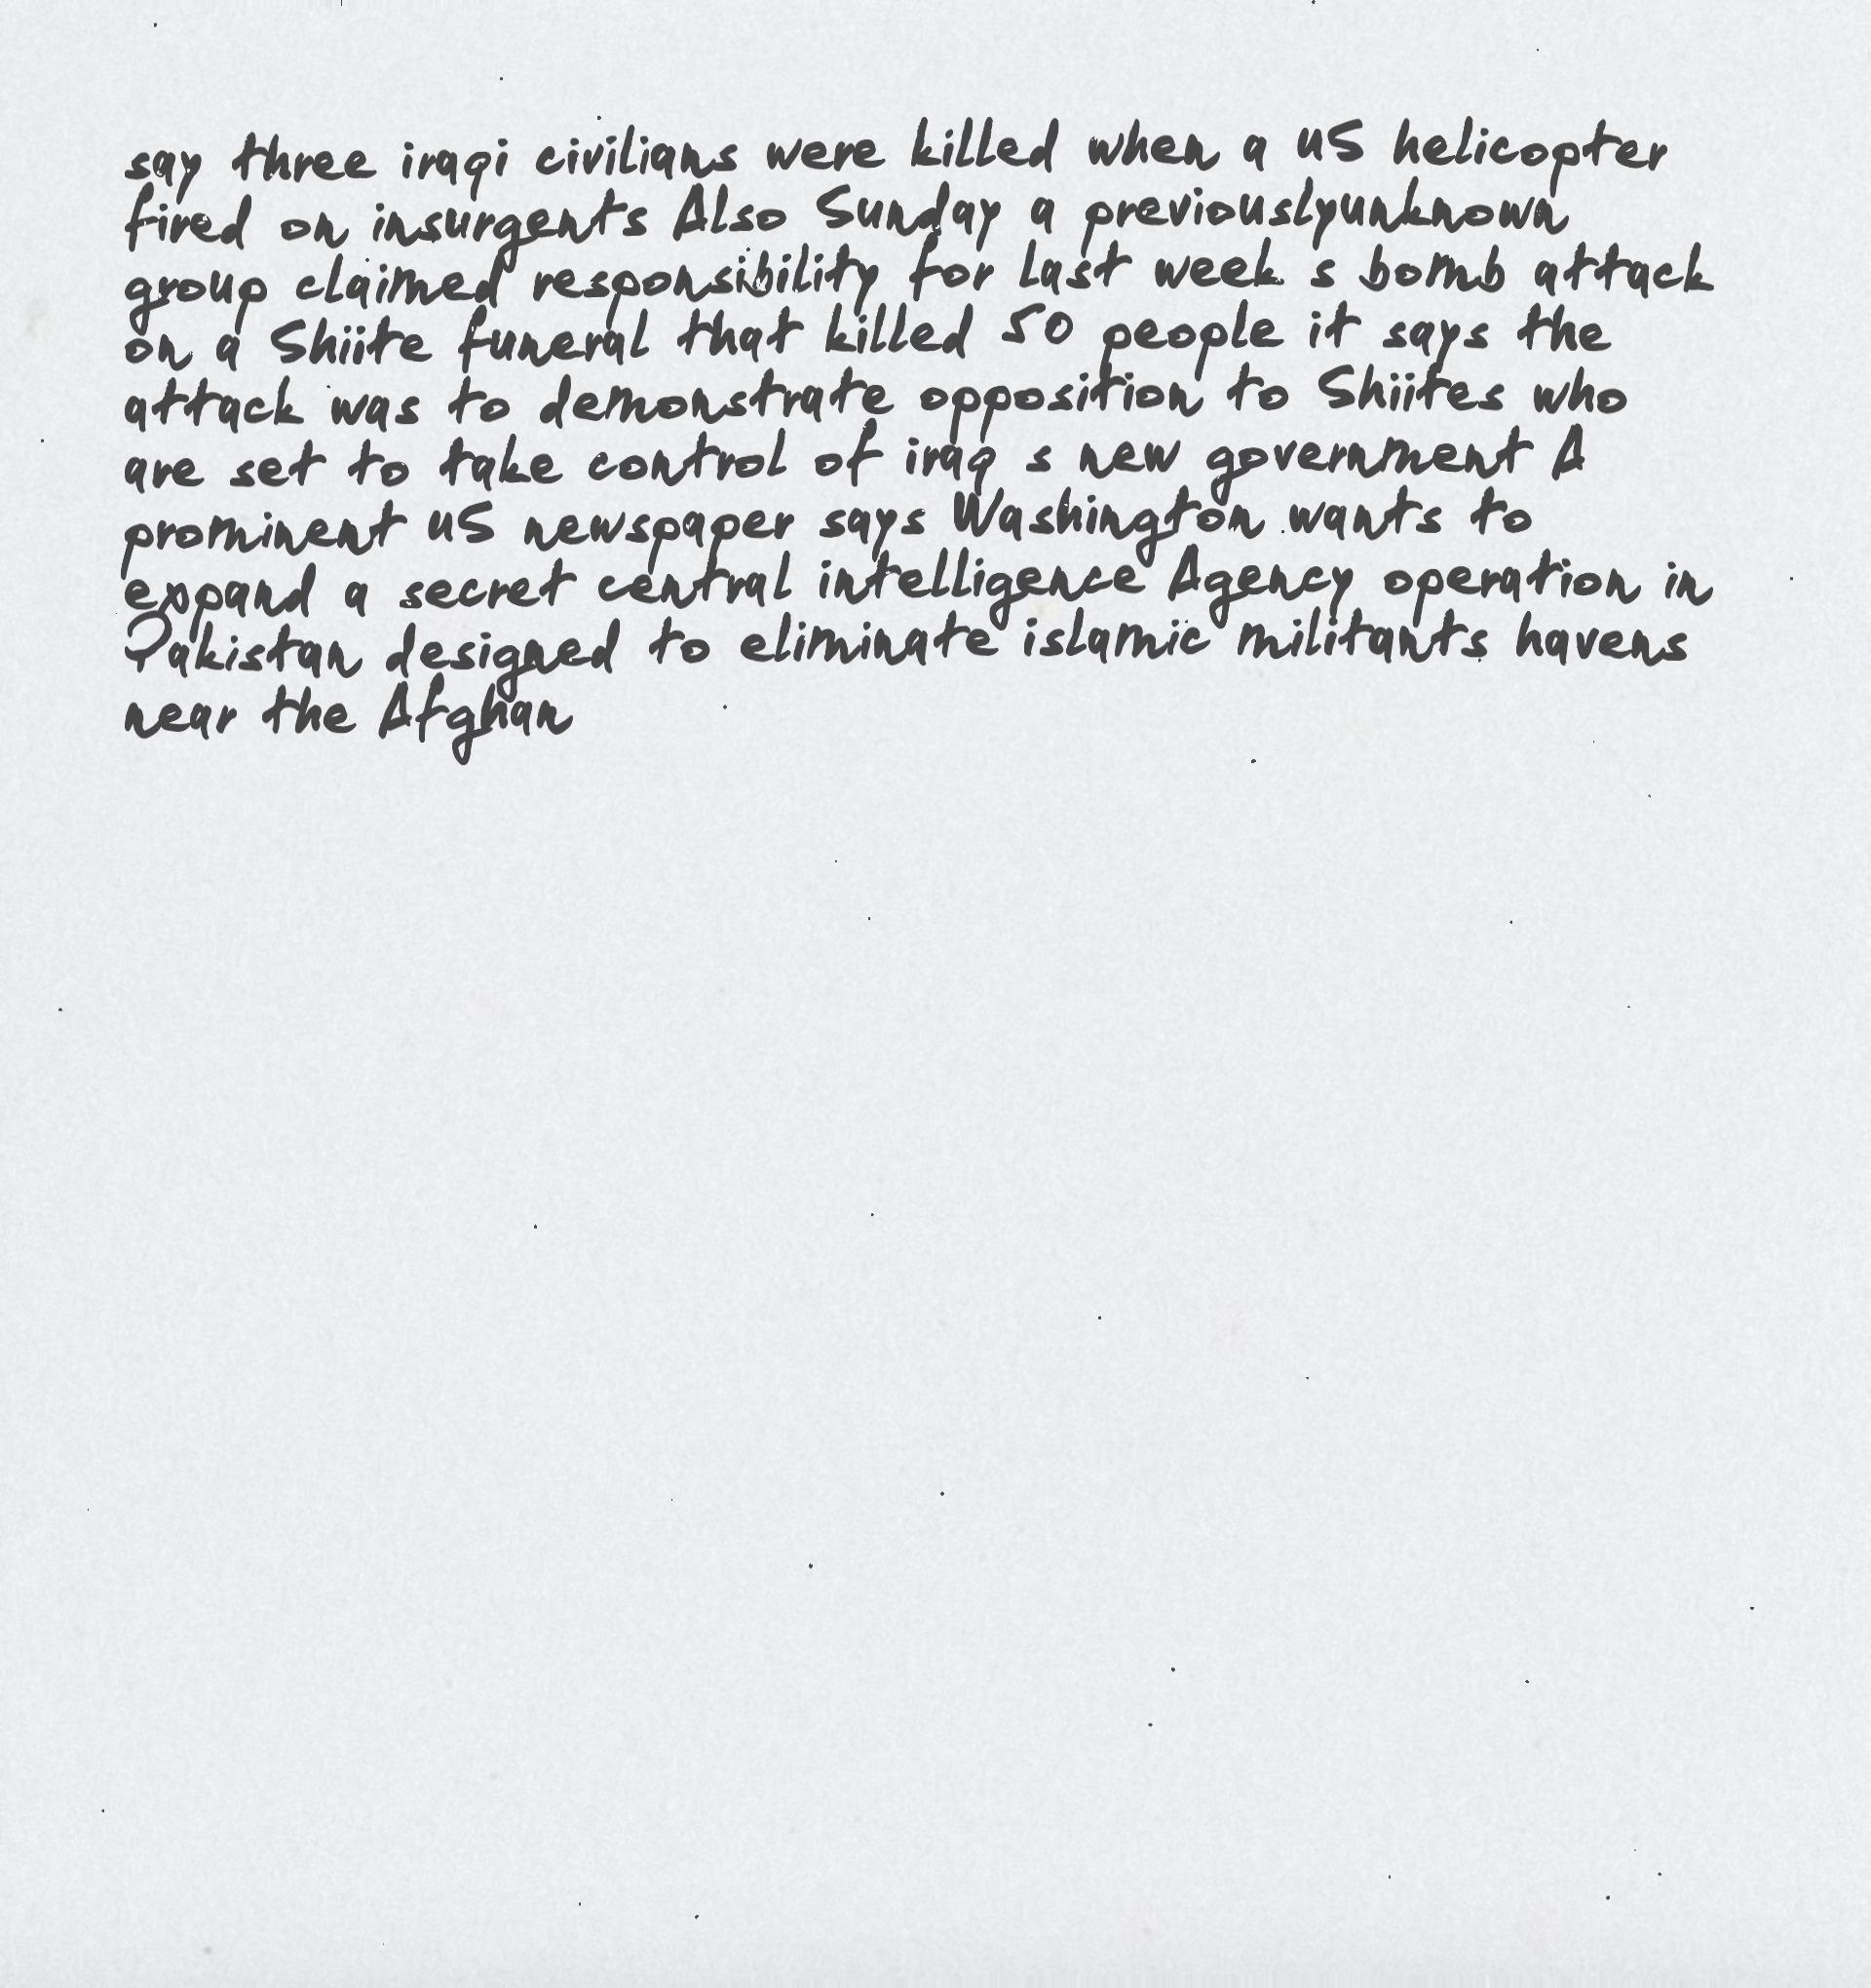 say three iraqi civilians were killed when a US helicopter
fired on insurgents Also Sunday a previouslyunknown
group claimed responsibility for last week s bomb attack
on a Shiite funeral that killed 50 people it says the
attack was to demonstrate opposition to Shiites who
are set to take control of iraq s new government A
prominent US newspaper says Washington wants to
expand a secret central intelligence Agency operation in
Pakistan designed to eliminate islamic militants havens
near the Afghan